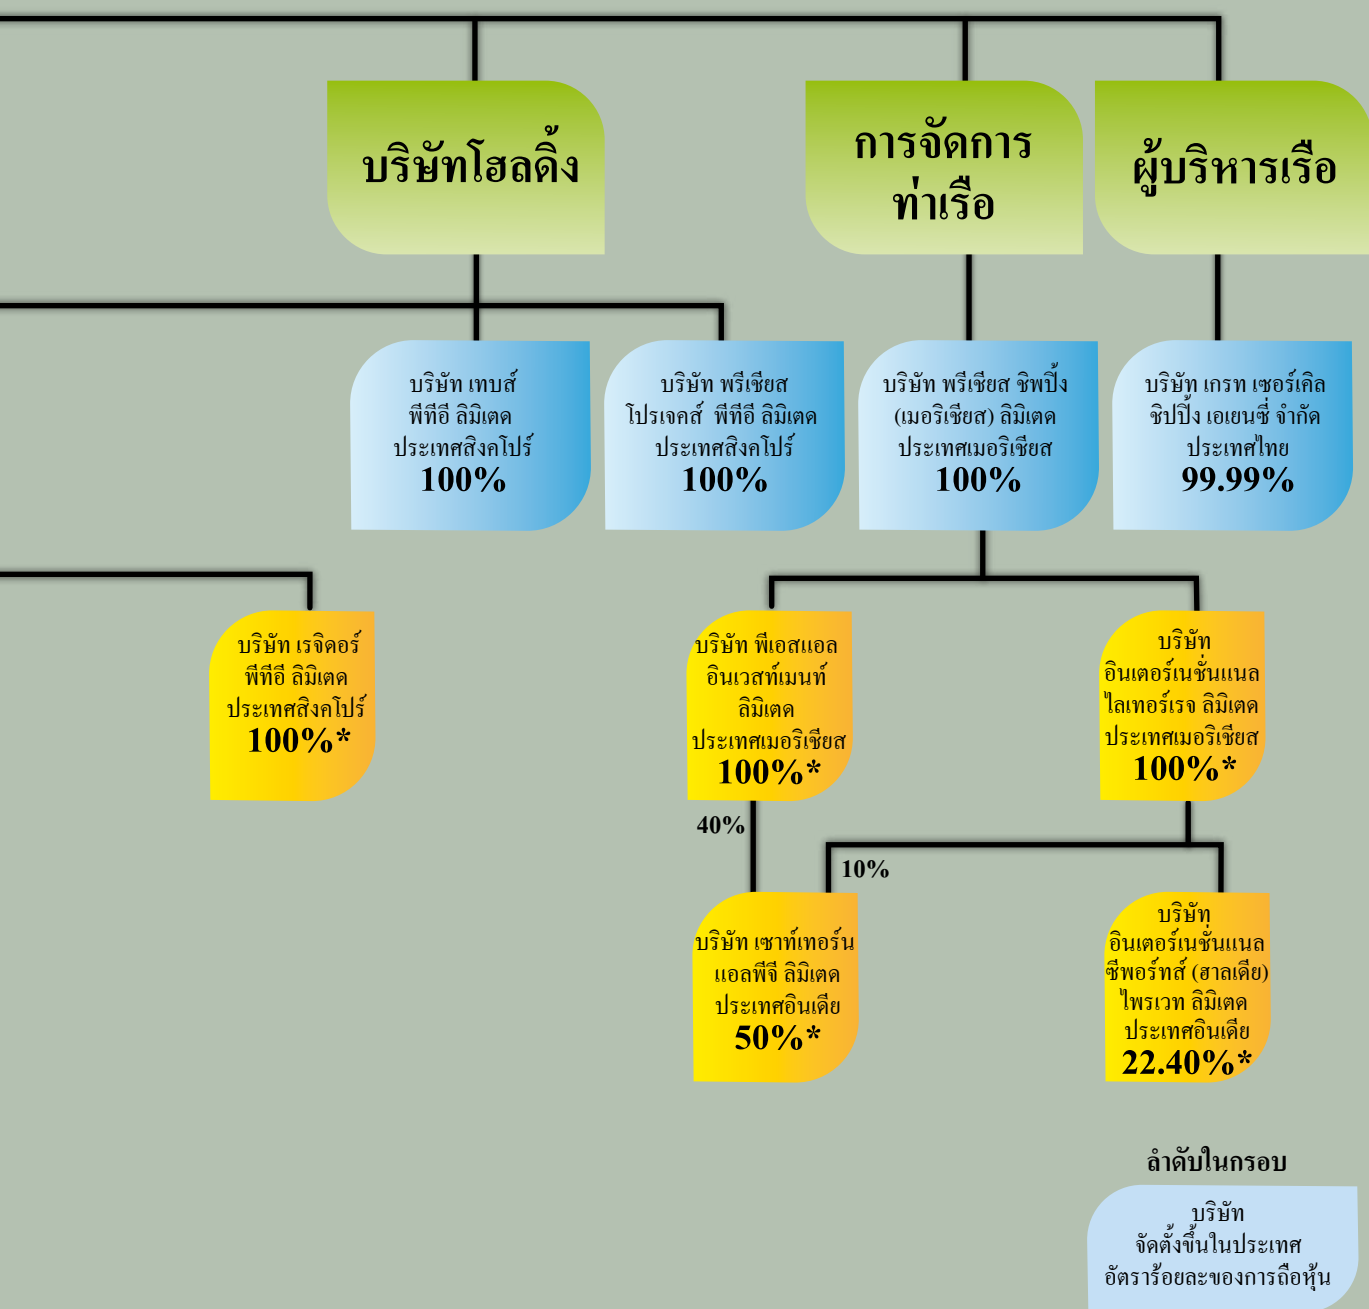 บริษัทโฮลดิ้ง
การจัดการ
ท่าเรือ
ผู้บริหารเรือ
บริษัท เทบส์
พีทีอี ลิมิเตด
ประเทศสิงคโปร์
100%
บริษัท พรีเชียส
โปรเจคส์ พีทีอี ลิมิเตด
ประเทศสิงคโปร์
100%
บริษัท พรีเชียส ชิพปิ้ง
(เมอริเชียส) ลิมิเตด
ประเทศเมอริเชียส
100%
บริษัท เกรท เซอร์เคิล
ชิปปิ้ง เอเยนซี่ จำกัด
ประเทศไทย
99.99%
บริษัท เรจิดอร์
พีทีอี ลิมิเตด
ประเทศสิงคโปร์
100%*
บริษัท พีเอสแอล
อินเวสท์เมนท์
ลิมิเตด
ประเทศเมอริเชียส
100%*
บริษัท
อินเตอร์เนชั่นแนล
ไลเทอร์เรจ ลิมิเตด
ประเทศเมอริเชียส
100%*
40%
10%
บริษัท เซาท์เทอร์น
แอลพีจี ลิมิเตด
ประเทศอินเดีย
50%*
บริษัท
อินเตอร์เนชั่นแนล
ซีพอร์ทส์ (ฮาลเดีย)
ไพรเวท ลิมิเตด
ประเทศอินเดีย
22.40%*
ลำดับในกรอบ
บริษัท
จัดตั้งขึ้นในประเทศ
อัตราร้อยละของการถือหุ้น